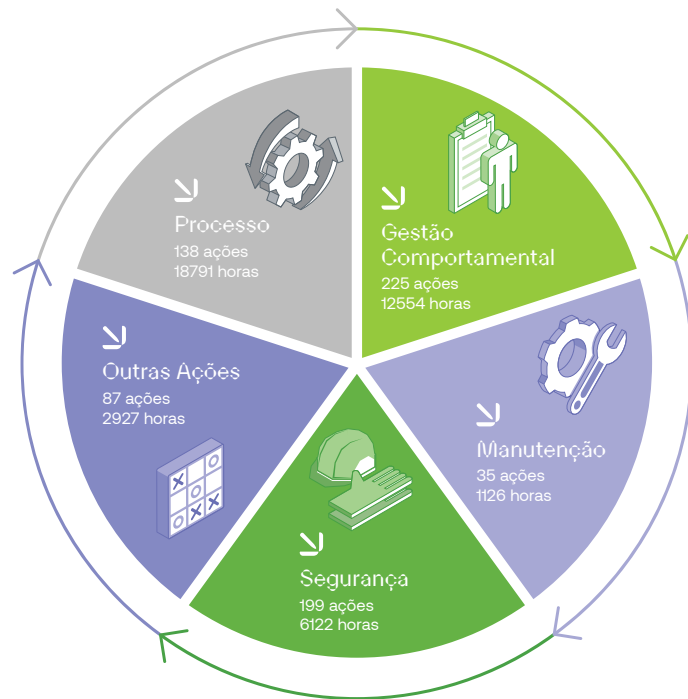 Processo
138 ações
18791 horas
Gestão
Comportamental
225 ações
12554 horas
Manutenção
35 ações
1126 horas
Segurança
199 ações
6122 horas
Outras Ações
87 ações
2927 horas